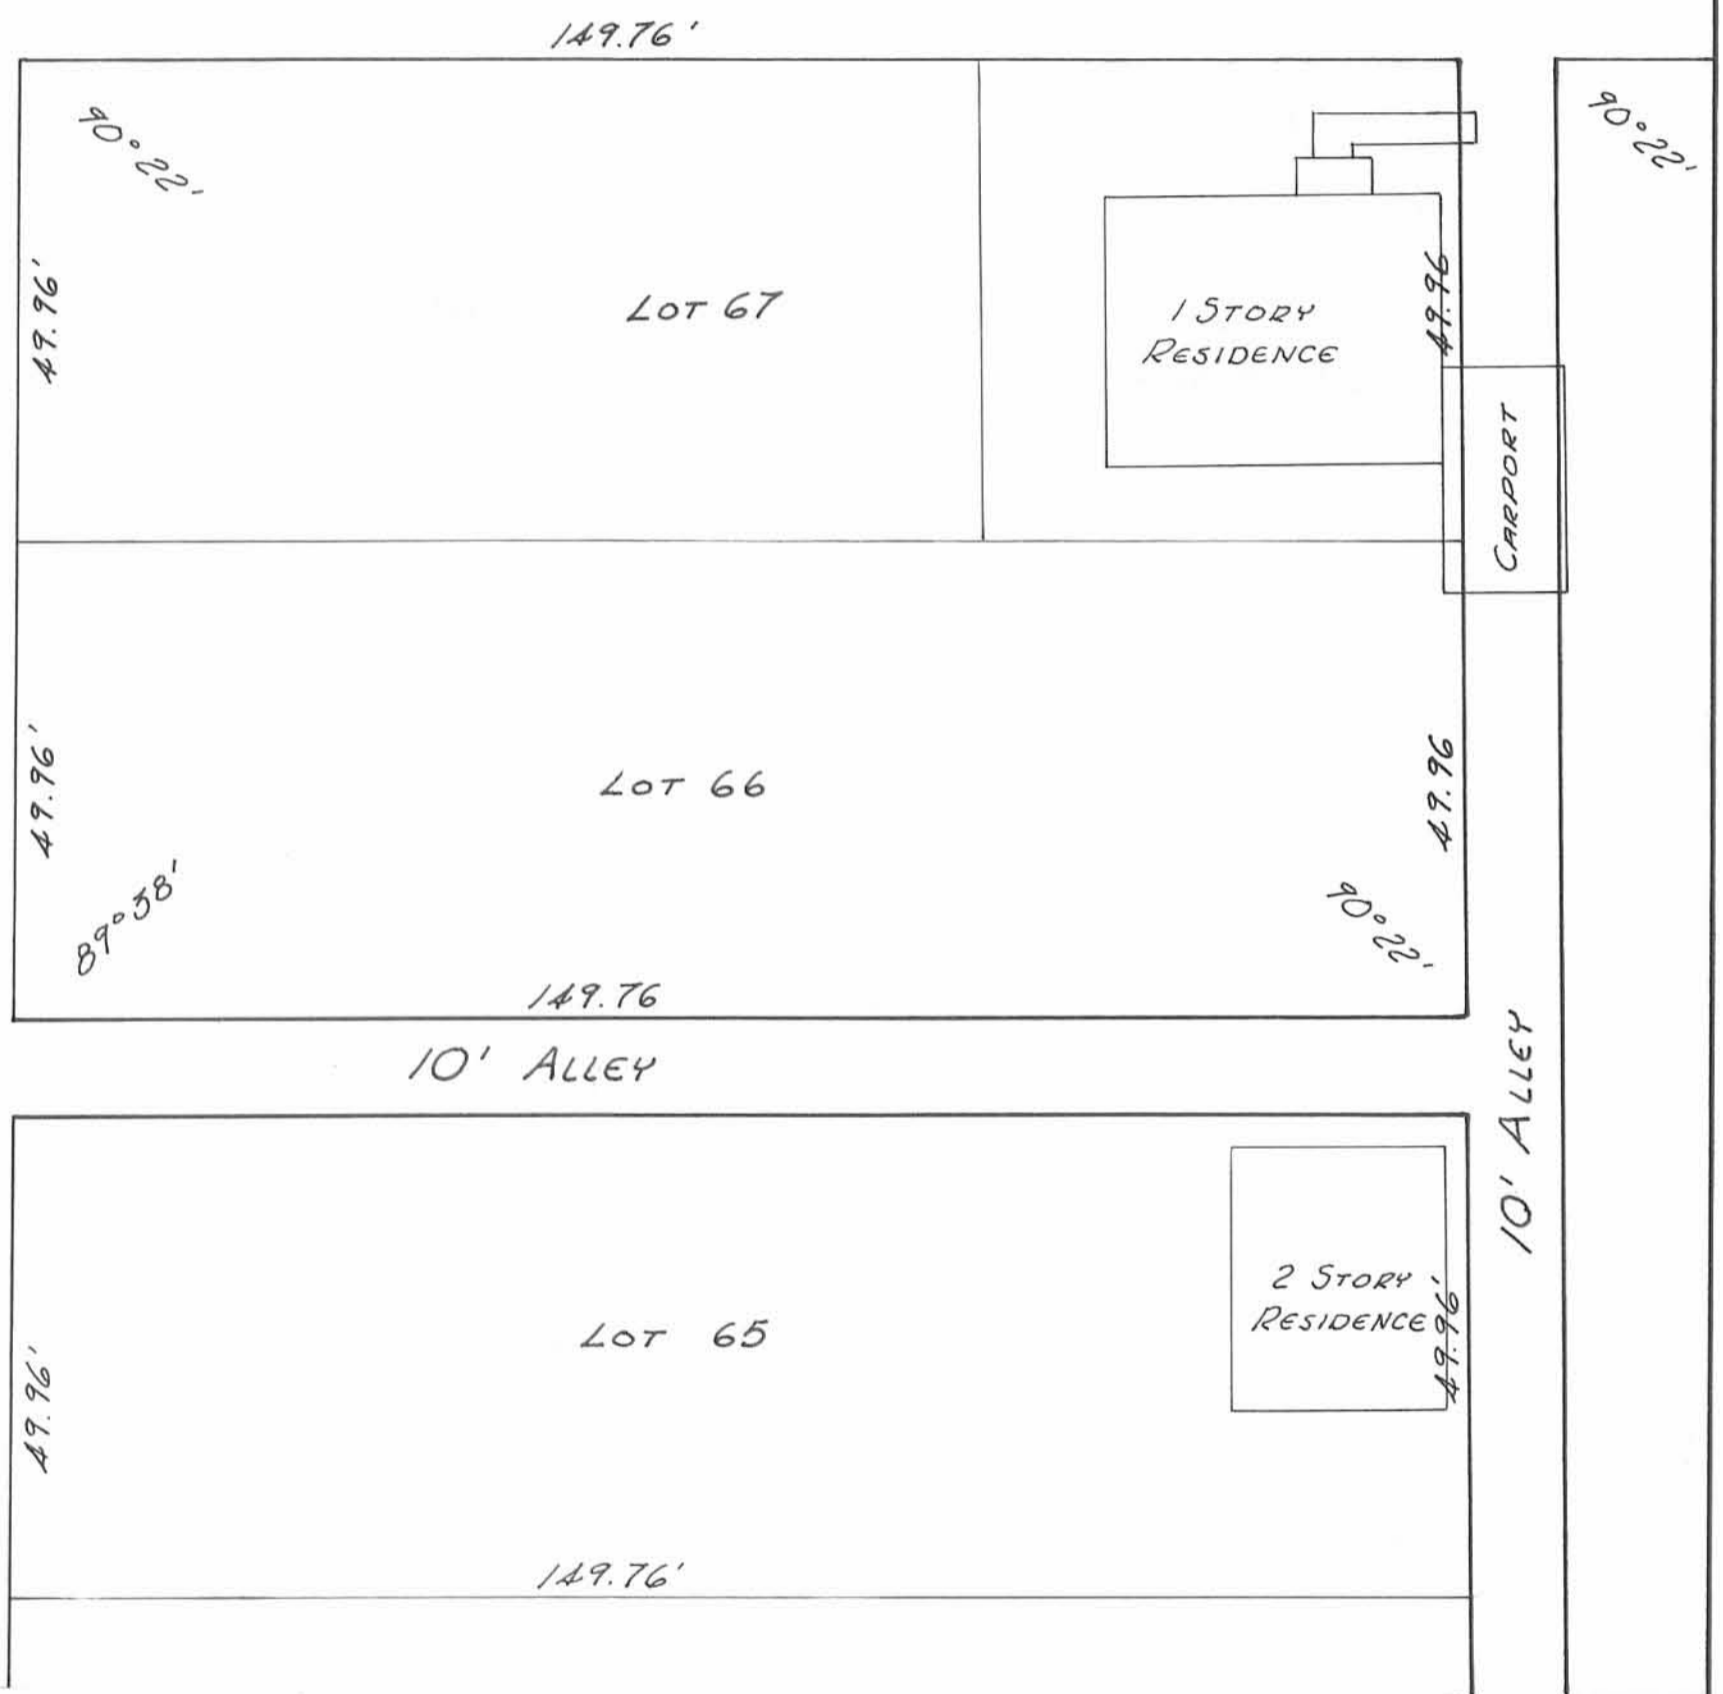 149.76'
90°22'
90°22'
49.96'
LOT 67
1 STORY
RESIDENCE
49.96
CARPORT
49.96'
LOT 66
49.96
89°38'
90°22'
149.76
10' ALLEY
10' ALLEY
2 STORY
RESIDENCE
49.96'
LOT 65
49.96'
149.76'